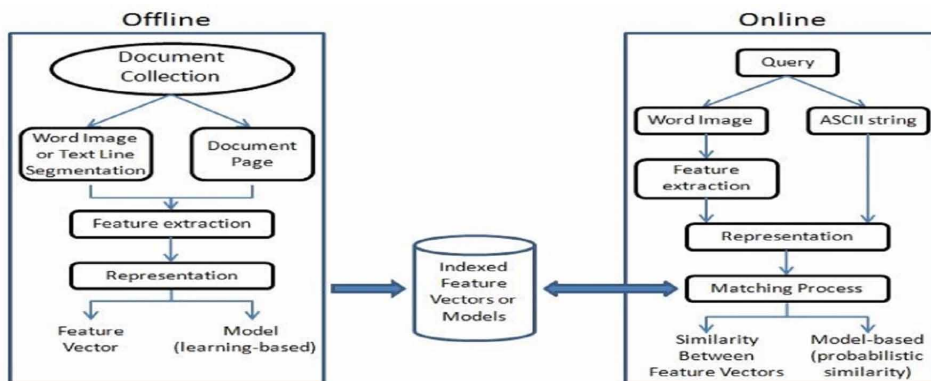 Offline
Document
Collection
Word Image
or Text Line
Segmentation
Document
Page
Feature extraction
Representation
Feature
Vector
Model
(learning-based)
Indexed
Feature
Vectors or
Models
Online
Query
Word Image
ASCII string
Feature
extraction
Representation
Matching Process
Similarity
Between
Feature Vectors
Model-based
(probabilistic
similarity)